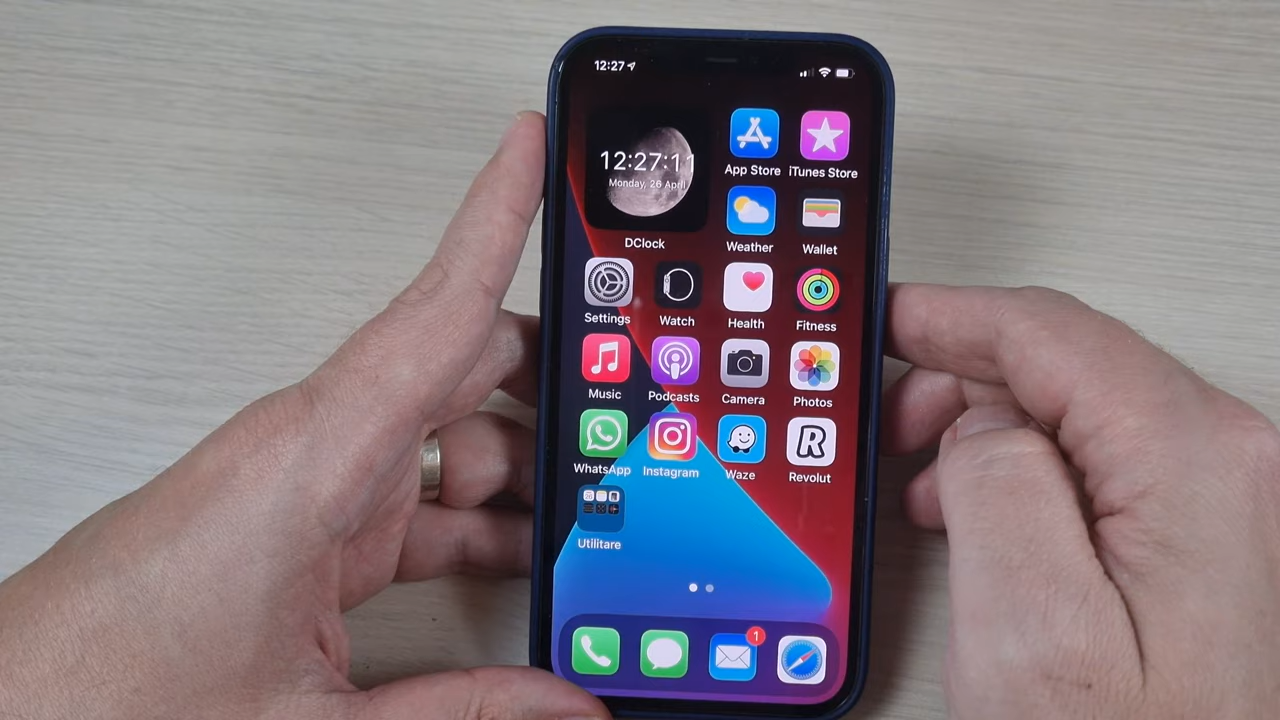 12:27
12:27:11
Monday, 26 April
DClock
App Store
iTunes Store
Weather
Wallet
Settings
Watch
Health
Fitness
Music
Podcasts
Camera
Photos
WhatsApp
Instagram
Waze
R
Revolut
Utilitare
1